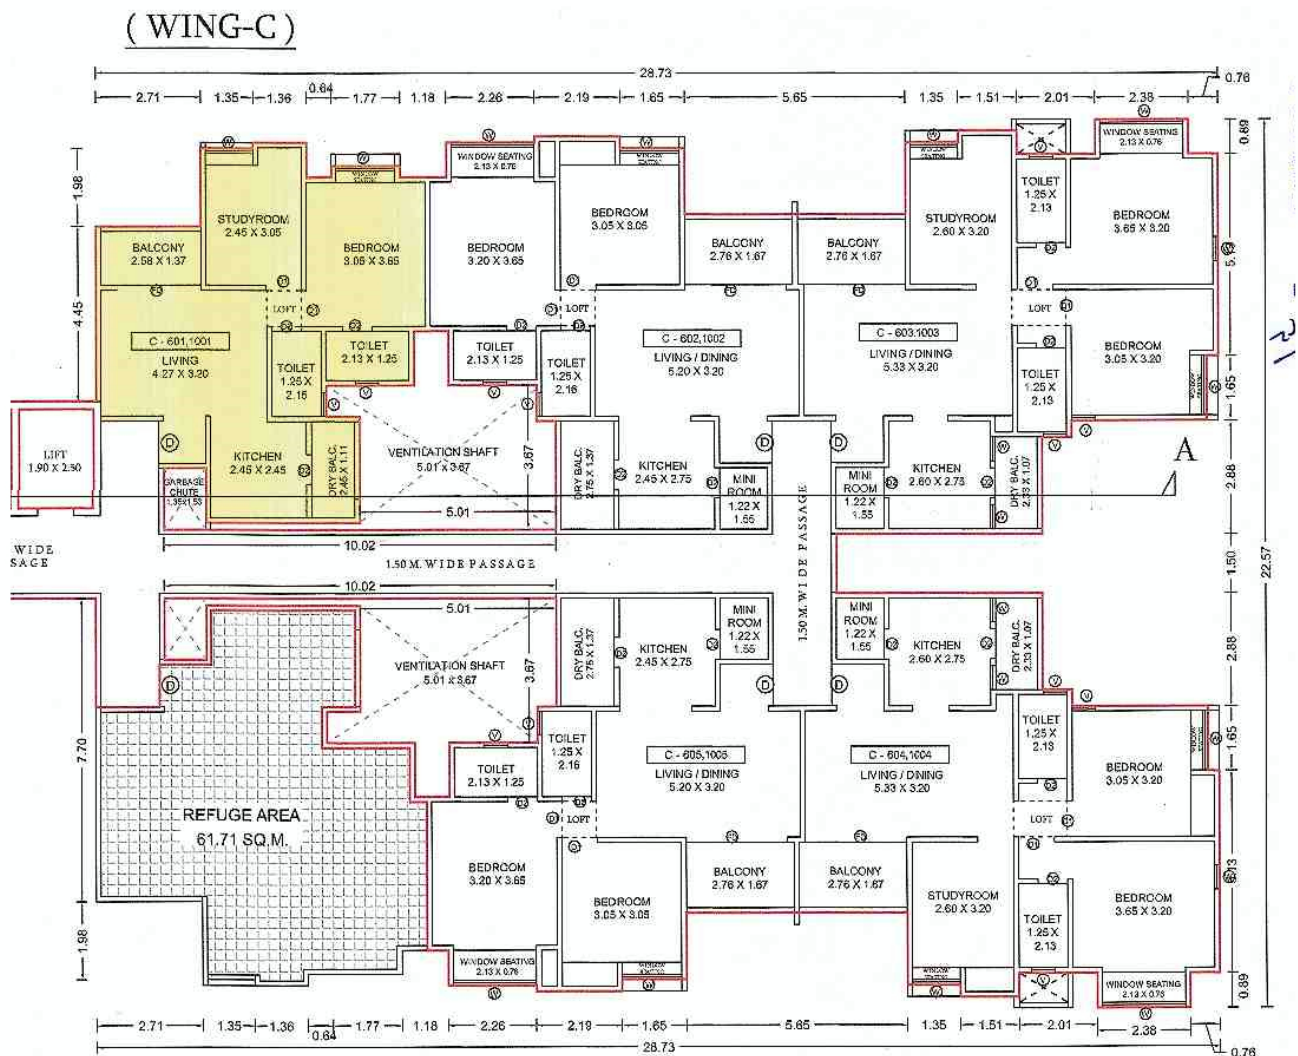 ( WING-C )
28.73
0.76
2.71
1.35
1.36
0.64
1.77
1.18
2.26
2.19
1.65
5.65
1.35
1.51
2.01
2.38
0.89
1.98
4.45
STUDYROOM
2.45 X 3.05
BALCONY
2.58 X 1.37
BEDROOM
3.05 X 3.65
WINDOW SEATING
2.13 X 0.76
BEDROOM
3.20 X 3.65
BEDROOM
3.05 X 3.05
BALCONY
2.76 X 1.67
BALCONY
2.76 X 1.67
STUDYROOM
2.60 X 3.20
TOILET
1.25 X
2.13
WINDOW SEATING
2.13 X 0.76
BEDROOM
3.65 X 3.20
LOFT
LOFT
LOFT
C - 601,1001
LIVING
4.27 X 3.20
TOILET
1.25 X
2.16
TOILET
2.13 X 1.25
TOILET
2.13 X 1.25
TOILET
1.25 X
2.16
C - 602,1002
LIVING / DINING
5.20 X 3.20
C - 603,1003
LIVING / DINING
5.33 X 3.20
TOILET
1.25 X
2.13
BEDROOM
3.05 X 3.20
1.65
LIFT
1.90 X 2.50
GARBAGE
CHUTE
KITCHEN
2.45 X 2.45
DRY BALC.
2.45 X 1.11
VENTILATION SHAFT
5.01 X 3.67
3.67
5.01
DRY BALC.
2.75 X 1.37
KITCHEN
2.45 X 2.75
MINI
ROOM
1.22 X
1.55
MINI
ROOM
1.22 X
1.55
KITCHEN
2.60 X 2.75
DRY BALC.
2.33 X 1.07
A
2.88
10.02
WIDE
SAGE
1.50 M. WIDE PASSAGE
1.50 M. WIDE PASSAGE
1.50
22.57
10.02
5.01
VENTILATION SHAFT
5.01 X 3.67
3.67
DRY BALC.
2.75 X 1.37
KITCHEN
2.45 X 2.75
MINI
ROOM
1.22 X
1.55
MINI
ROOM
1.22 X
1.55
KITCHEN
2.60 X 2.75
DRY BALC.
2.33 X 1.07
2.88
7.70
TOILET
2.13 X 1.25
TOILET
1.25 X
2.16
C - 605,1005
LIVING / DINING
5.20 X 3.20
C - 604,1004
LIVING / DINING
5.33 X 3.20
TOILET
1.25 X
2.13
BEDROOM
3.05 X 3.20
1.65
REFUGE AREA
61.71 SQ.M.
LOFT
LOFT
BEDROOM
3.20 X 3.65
BEDROOM
3.05 X 3.05
BALCONY
2.76 X 1.67
BALCONY
2.76 X 1.67
STUDYROOM
2.60 X 3.20
TOILET
1.25 X
2.13
BEDROOM
3.65 X 3.20
WINDOW SEATING
2.13 X 0.76
WINDOW SEATING
2.13 X 0.76
1.98
0.89
2.71
1.35
1.36
0.64
1.77
1.18
2.26
2.19
1.65
5.65
1.35
1.51
2.01
2.38
28.73
0.76